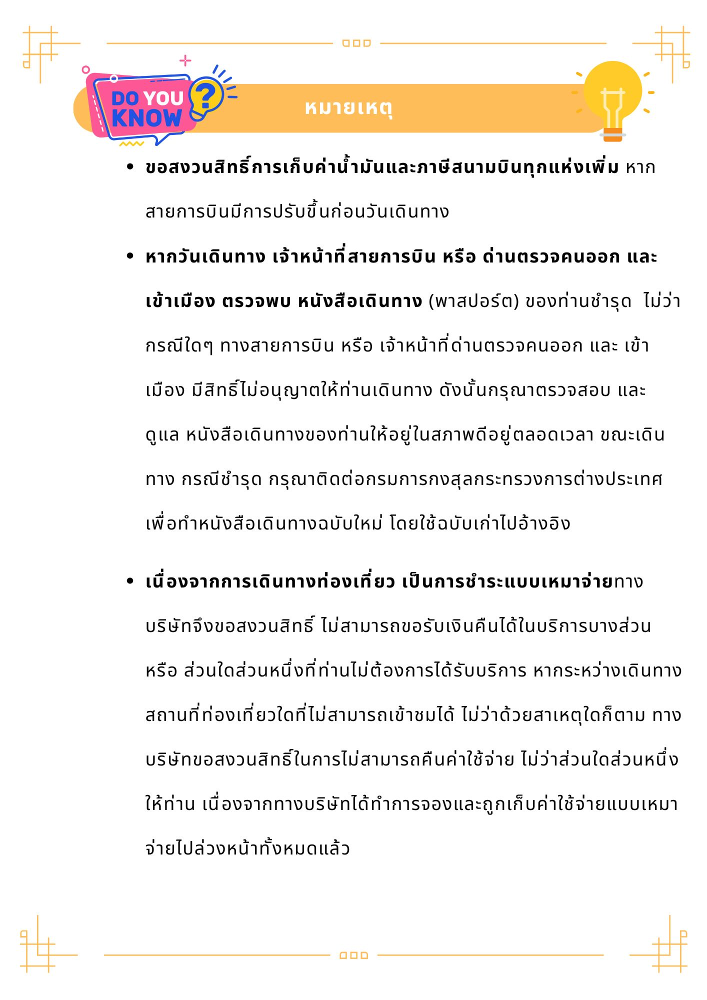 DO YOU
KNOW
?
หมายเหตุ
• ขอสงวนสิทธิ์การเก็บค่าน้ำมันและภาษีสนามบินทุกแห่งเพิ่ม หาก
สายการบินมีการปรับขึ้นก่อนวันเดินทาง
• หากวันเดินทาง เจ้าหน้าที่สายการบิน หรือ ด่านตรวจคนออก และ
เข้าเมือง ตรวจพบ หนังสือเดินทาง (พาสปอร์ต) ของท่านชำรุด  ไม่ว่า
กรณีใดๆ ทางสายการบิน หรือ เจ้าหน้าที่ด่านตรวจคนออก และ เข้า
เมือง มีสิทธิ์ไม่อนุญาตให้ท่านเดินทาง ดังนั้นกรุณาตรวจสอบ และ
ดูแล หนังสือเดินทางของท่านให้อยู่ในสภาพดีอยู่ตลอดเวลา ขณะเดิน
ทาง กรณีชำรุด กรุณาติดต่อกรมการกงสุลกระทรวงการต่างประเทศ
เพื่อทำหนังสือเดินทางฉบับใหม่ โดยใช้ฉบับเก่าไปอ้างอิง
• เนื่องจากการเดินทางท่องเที่ยว เป็นการชำระแบบเหมาจ่ายทาง
บริษัทจึงขอสงวนสิทธิ์ ไม่สามารถขอรับเงินคืนได้ในบริการบางส่วน
หรือ ส่วนใดส่วนหนึ่งที่ท่านไม่ต้องการได้รับบริการ หากระหว่างเดินทาง
สถานที่ท่องเที่ยวใดที่ไม่สามารถเข้าชมได้ ไม่ว่าด้วยสาเหตุใดก็ตาม ทาง
บริษัทขอสงวนสิทธิ์ในการไม่สามารถคืนค่าใช้จ่าย ไม่ว่าส่วนใดส่วนหนึ่ง
ให้ท่าน เนื่องจากทางบริษัทได้ทำการจองและถูกเก็บค่าใช้จ่ายแบบเหมา
จ่ายไปล่วงหน้าทั้งหมดแล้ว